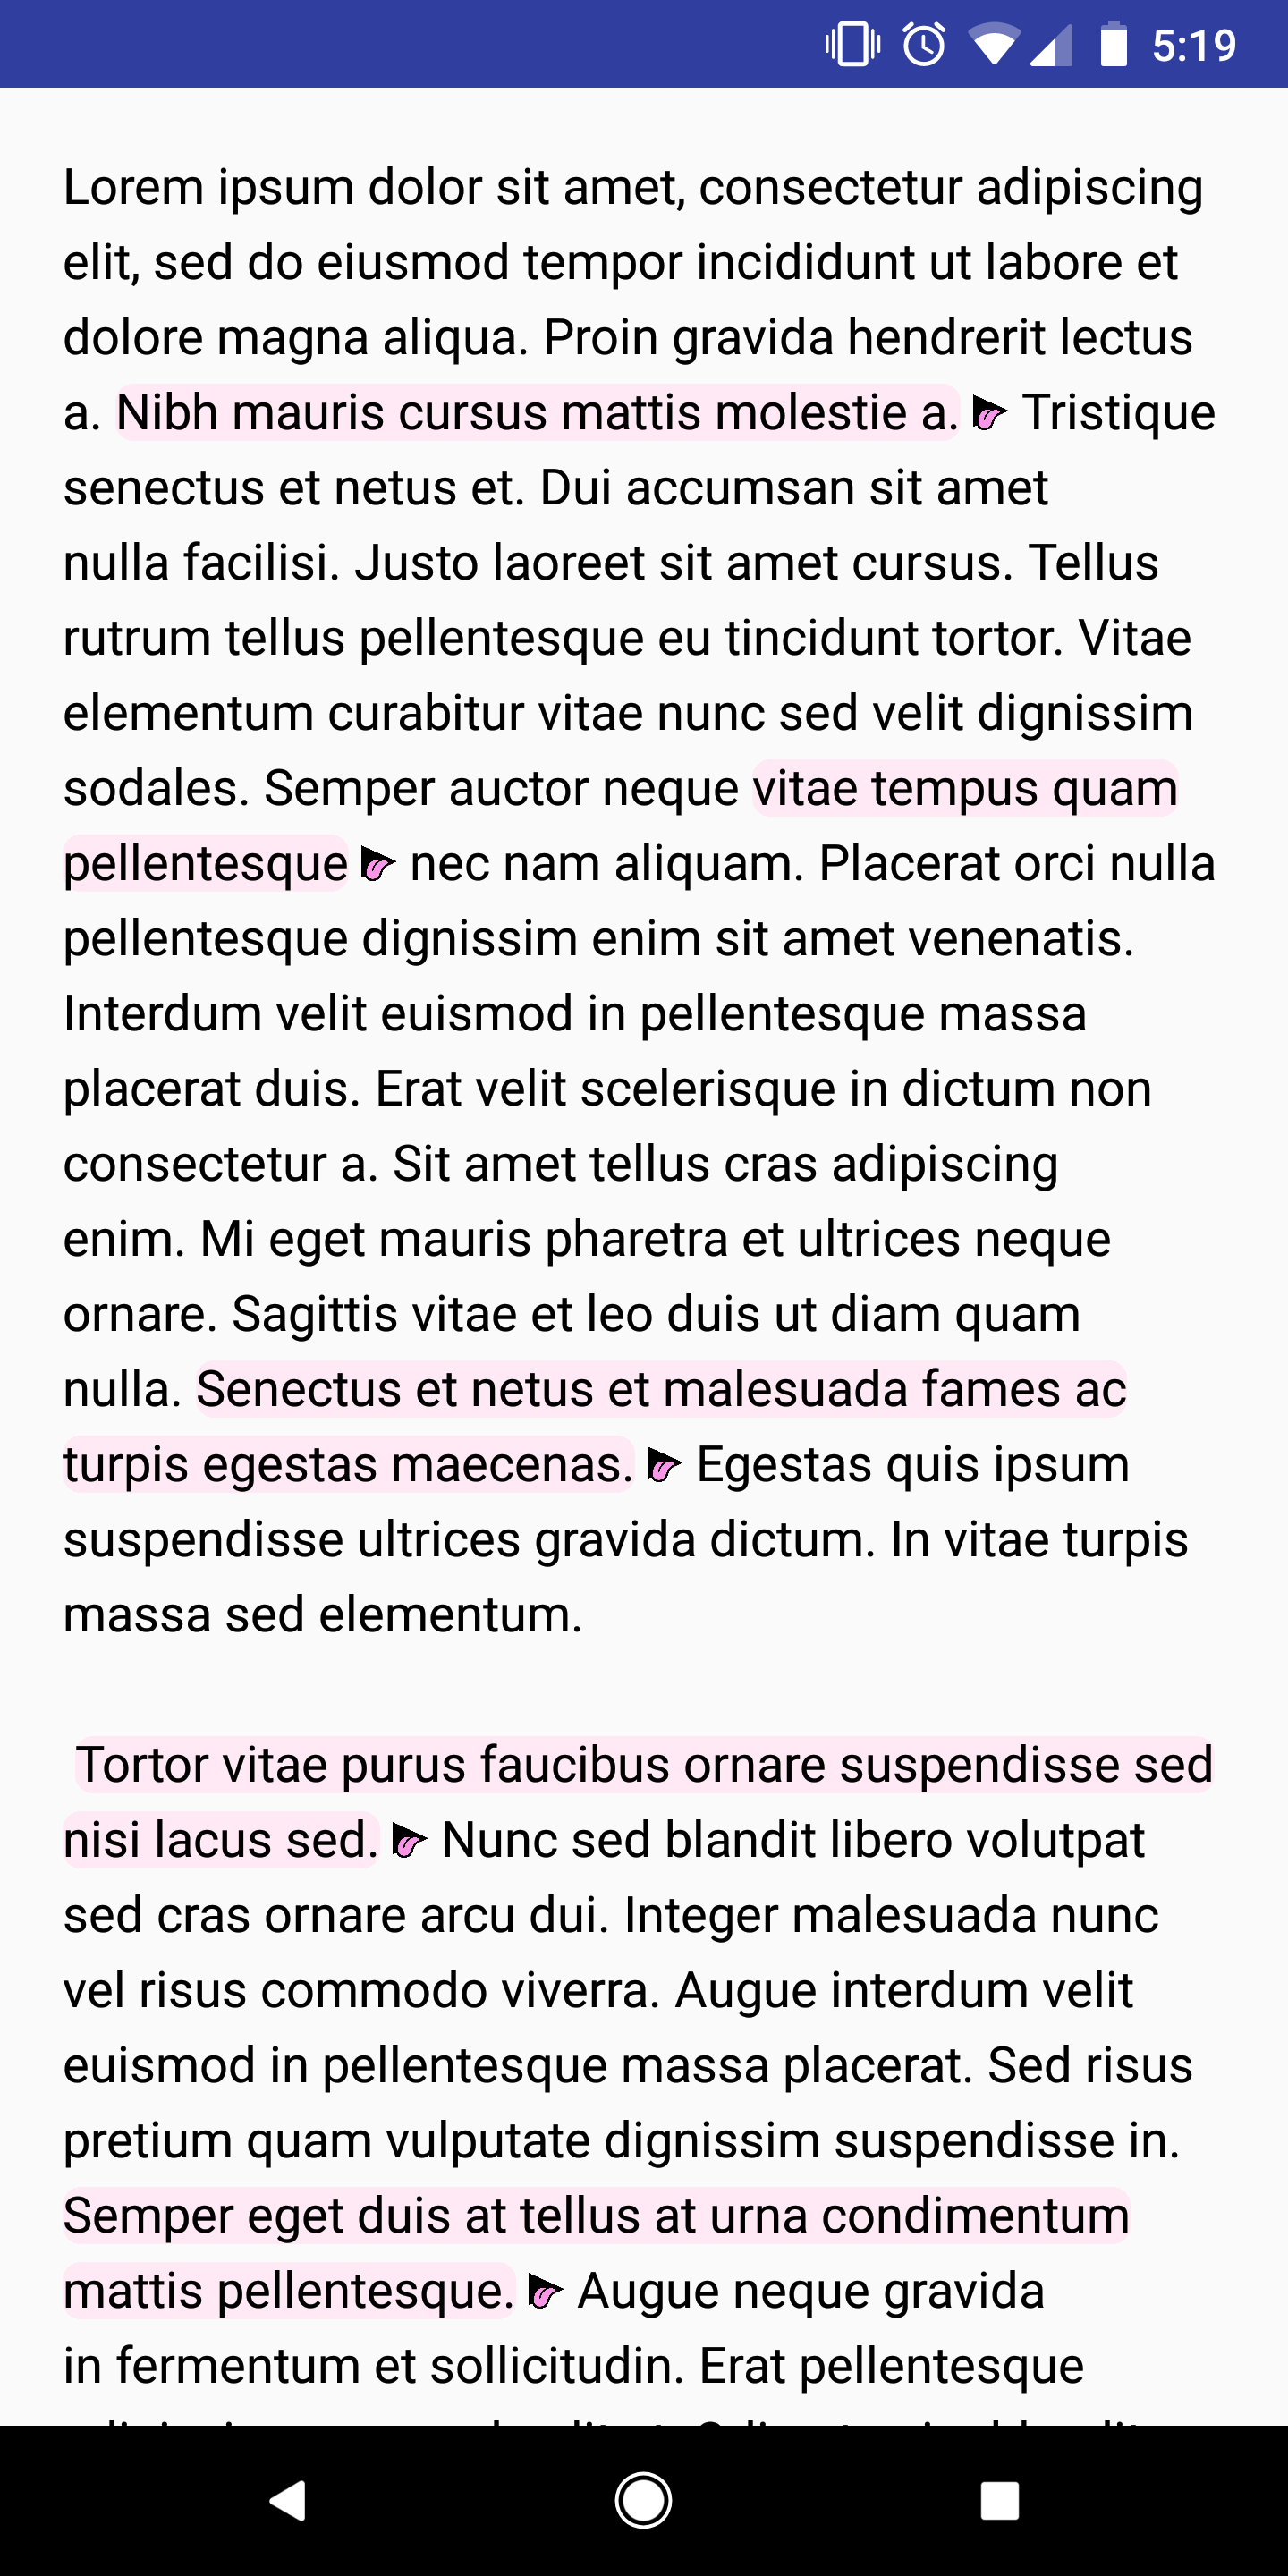 5:19
Lorem ipsum dolor sit amet, consectetur adipiscing
elit, sed do eiusmod tempor incididunt ut labore et
dolore magna aliqua. Proin gravida hendrerit lectus
a. Nibh mauris cursus mattis molestie a. Tristique
senectus et netus et. Dui accumsan sit amet
nulla facilisi. Justo laoreet sit amet cursus. Tellus
rutrum tellus pellentesque eu tincidunt tortor. Vitae
elementum curabitur vitae nunc sed velit dignissim
sodales. Semper auctor neque vitae tempus quam
pellentesque nec nam aliquam. Placerat orci nulla
pellentesque dignissim enim sit amet venenatis.
Interdum velit euismod in pellentesque massa
placerat duis. Erat velit scelerisque in dictum non
consectetur a. Sit amet tellus cras adipiscing
enim. Mi eget mauris pharetra et ultrices neque
ornare. Sagittis vitae et leo duis ut diam quam
nulla. Senectus et netus et malesuada fames ac
turpis egestas maecenas. Egestas quis ipsum
suspendisse ultrices gravida dictum. In vitae turpis
massa sed elementum.
Tortor vitae purus faucibus ornare suspendisse sed
nisi lacus sed. Nunc sed blandit libero volutpat
sed cras ornare arcu dui. Integer malesuada nunc
vel risus commodo viverra. Augue interdum velit
euismod in pellentesque massa placerat. Sed risus
pretium quam vulputate dignissim suspendisse in.
Semper eget duis at tellus at urna condimentum
mattis pellentesque. Augue neque gravida
in fermentum et sollicitudin. Erat pellentesque